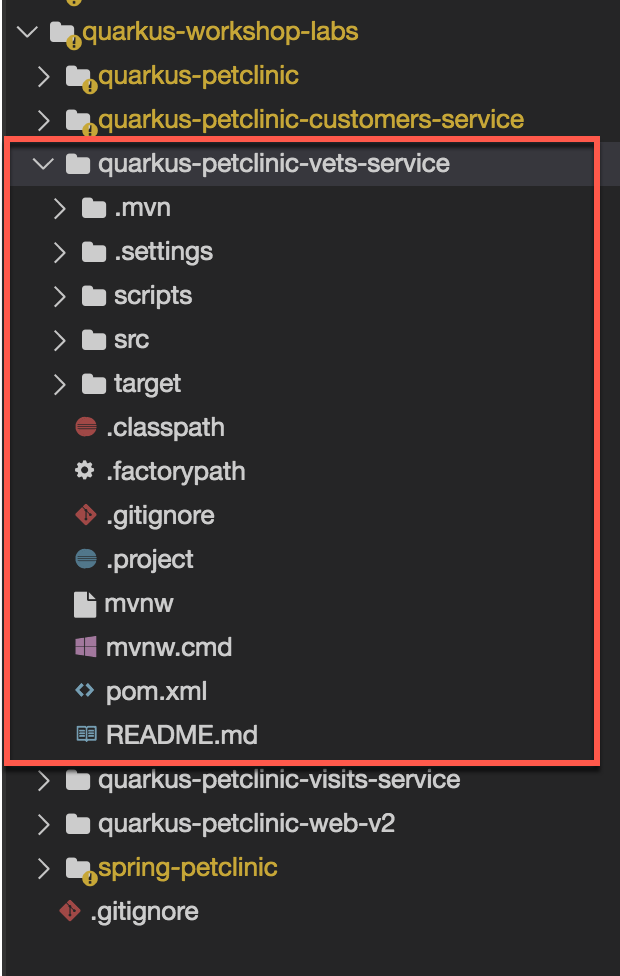 quarkus-workshop-labs
quarkus-petclinic
quarkus-petclinic-customers-service
quarkus-petclinic-vets-service
.mvn
.settings
scripts
src
target
.classpath
.factorypath
.gitignore
.project
mvnw
mvnw.cmd
pom.xml
README.md
quarkus-petclinic-visits-service
quarkus-petclinic-web-v2
spring-petclinic
.gitignore